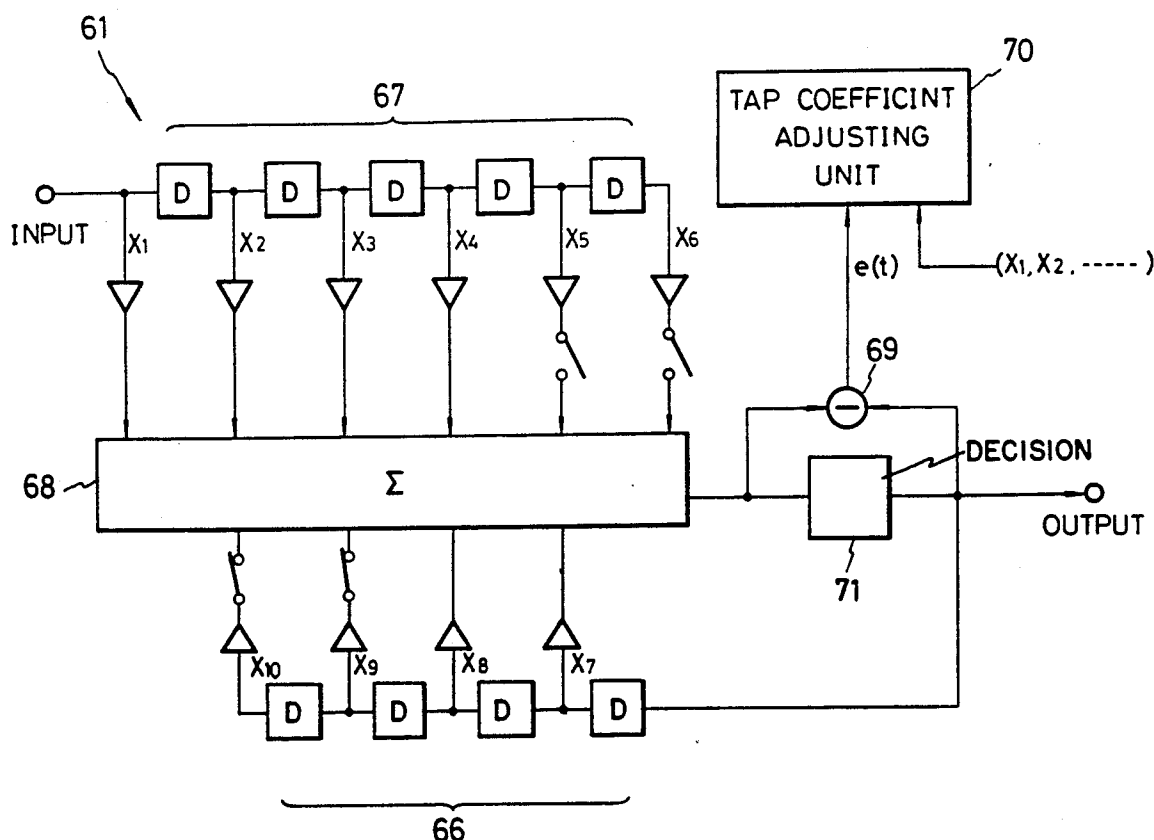 61
67
70
TAP COEFFICINT
ADJUSTING
UNIT
D D D D D
INPUT
X1 X2 X3 X4 X5 X6
e(t)
(X1, X2, -----)
69
68
Σ
−
DECISION
OUTPUT
71
X10 X9 X8 X7
D D D D
66